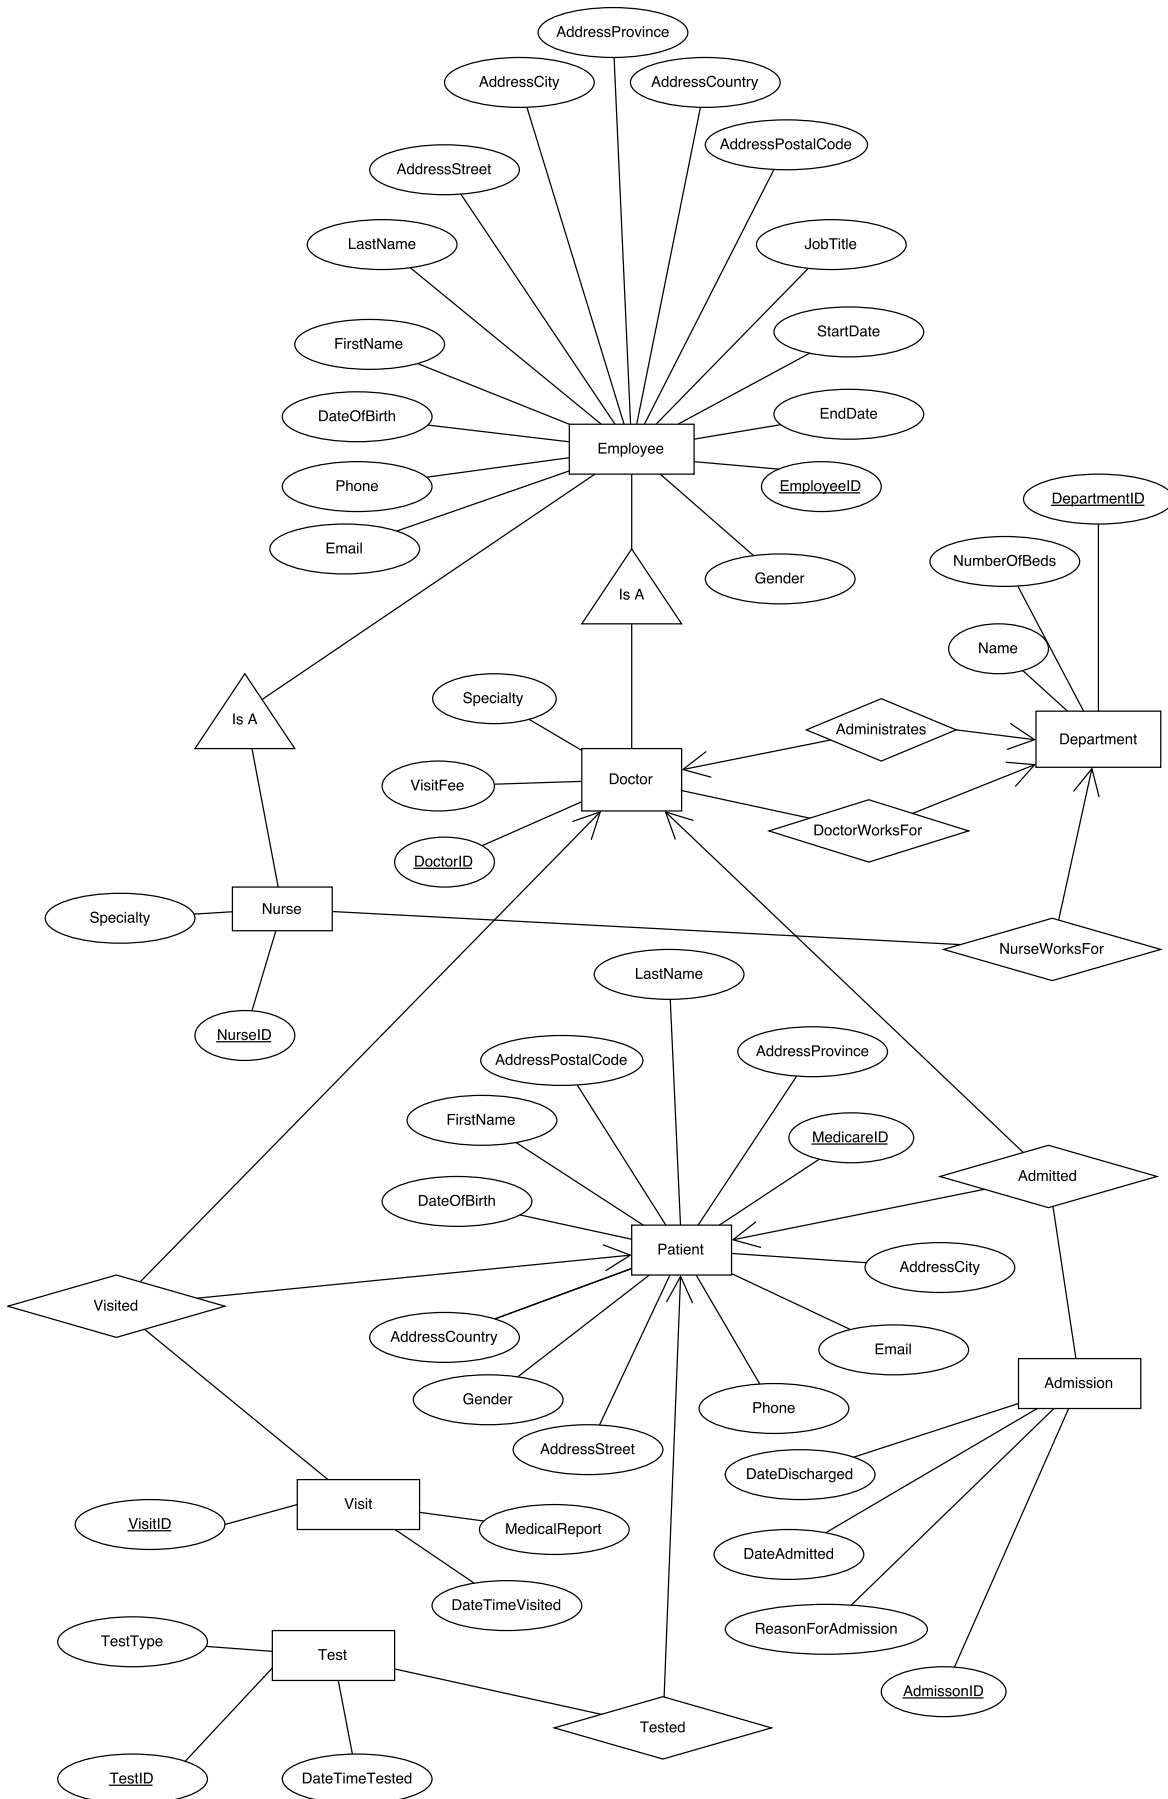 AddressProvince
AddressCity
AddressCountry
AddressPostalCode
AddressStreet
LastName
JobTitle
StartDate
FirstName
EndDate
DateOfBirth
Employee
Phone
EmployeeID
DepartmentID
Email
NumberOfBeds
Gender
Is A
Name
Specialty
Is A
Administrates
Department
Doctor
VisitFee
DoctorWorksFor
DoctorID
Nurse
Specialty
NurseWorksFor
LastName
NurseID
AddressProvince
AddressPostalCode
FirstName
MedicareID
Admitted
DateOfBirth
Patient
AddressCity
Visited
AddressCountry
Email
Admission
Gender
Phone
AddressStreet
DateDischarged
Visit
VisitID
MedicalReport
DateAdmitted
DateTimeVisited
ReasonForAdmission
TestType
Test
AdmissonID
Tested
TestID
DateTimeTested